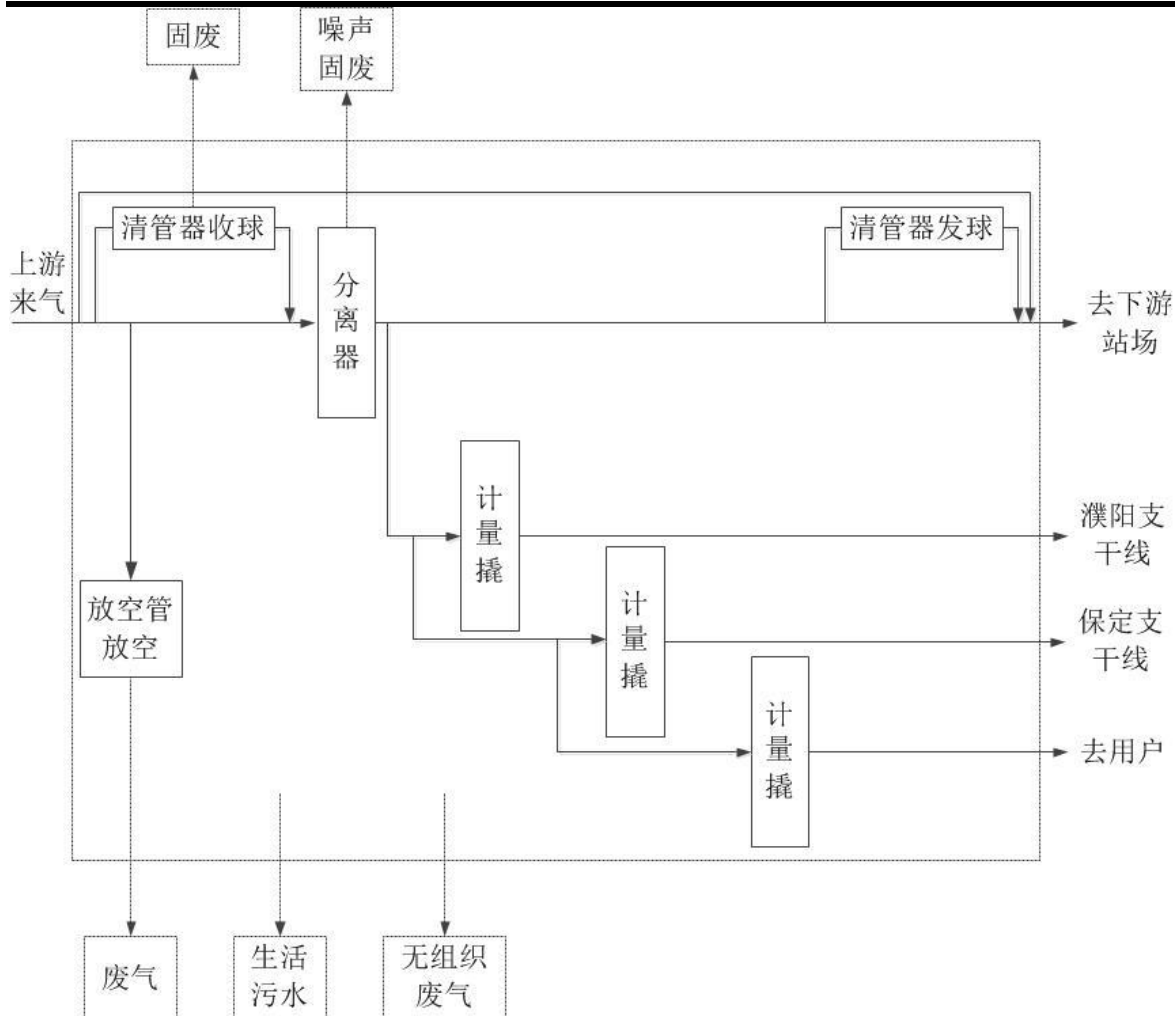 固废
噪声
固废
清管器收球
清管器发球
上游
来气
分
离
器
去下游
站场
计
量
撬
濮阳支
干线
放空管
放空
计
量
撬
保定支
干线
计
量
撬
去用户
废气
生活
污水
无组织
废气